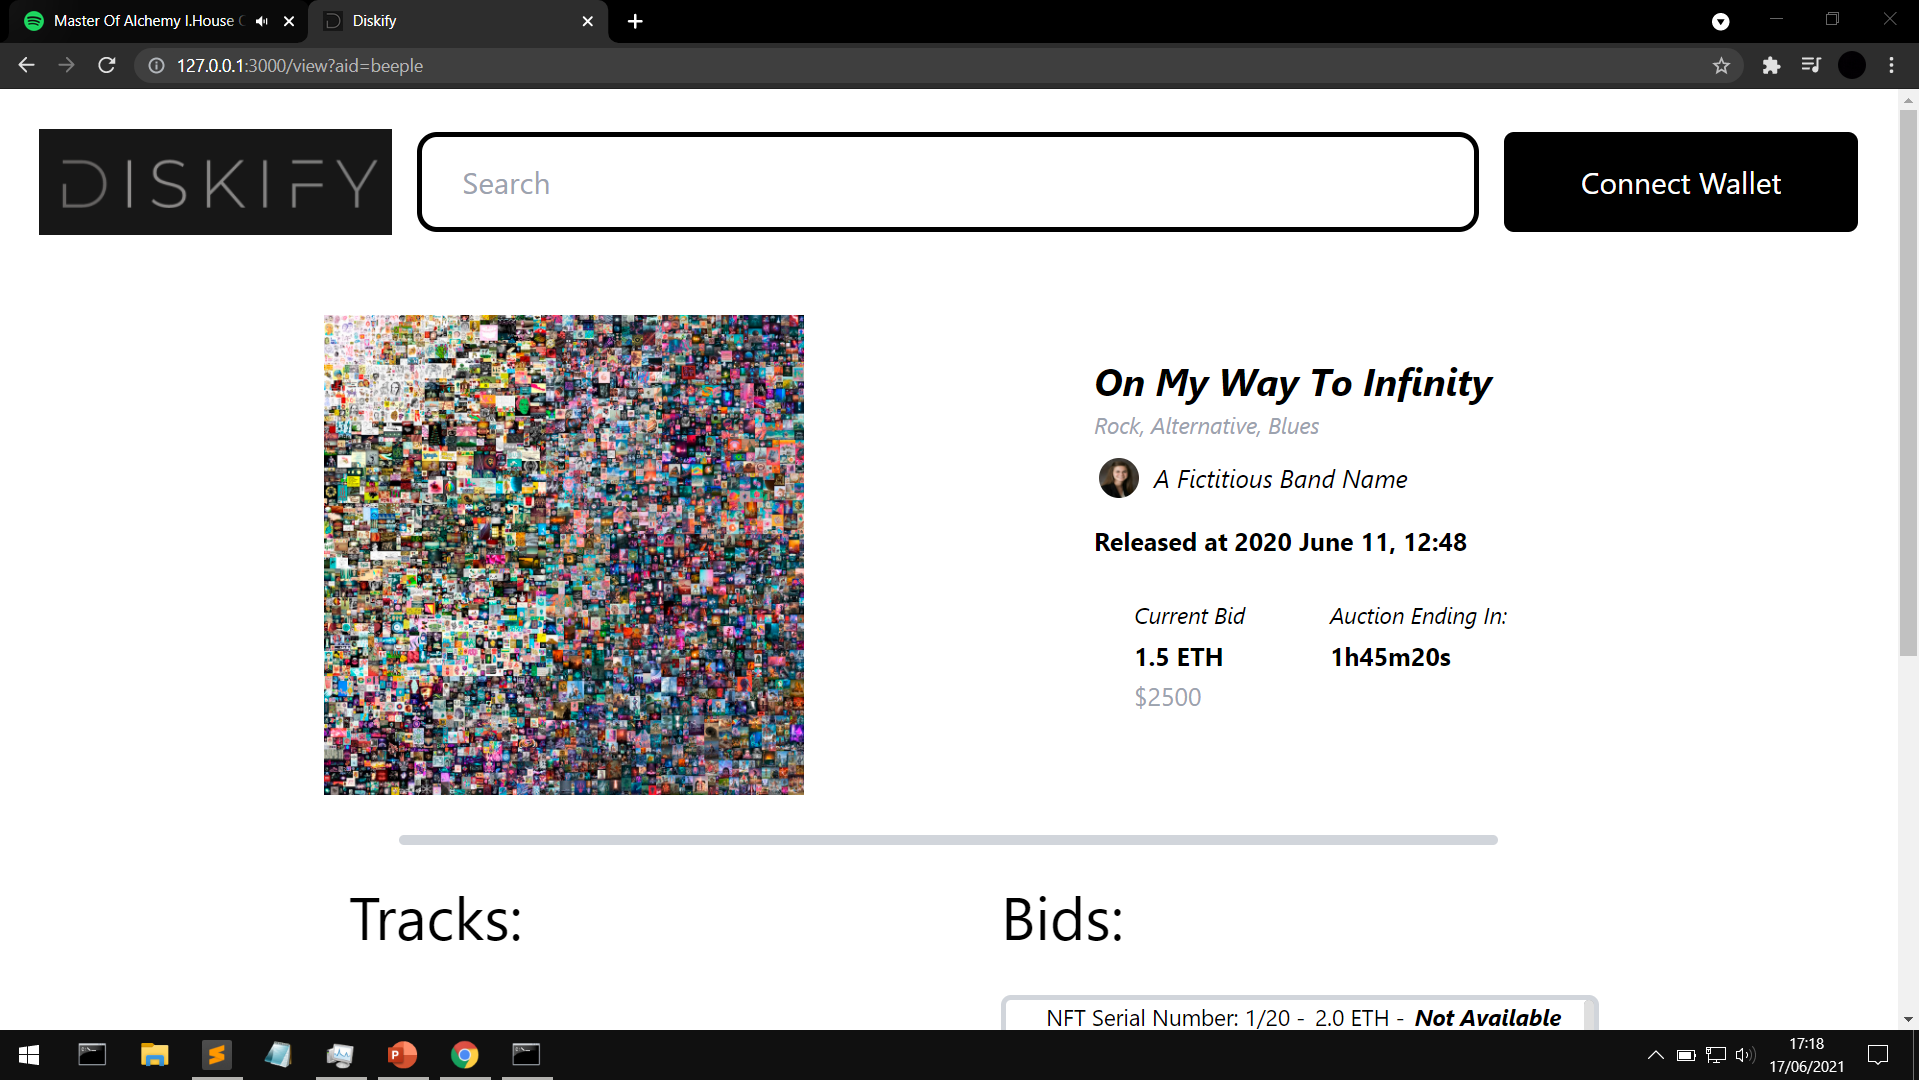 Master Of Alchemy I.House
Diskify
127.0.0.1:3000/view?aid=beeple
DISKIFY
Search
Connect Wallet
On My Way To Infinity
Rock, Alternative, Blues
A Fictitious Band Name
Released at 2020 June 11, 12:48
Current Bid
Auction Ending In:
1.5 ETH
1h45m20s
$2500
Tracks:
Bids:
NFT Serial Number: 1/20 - 2.0 ETH - Not Available
17:18
17/06/2021